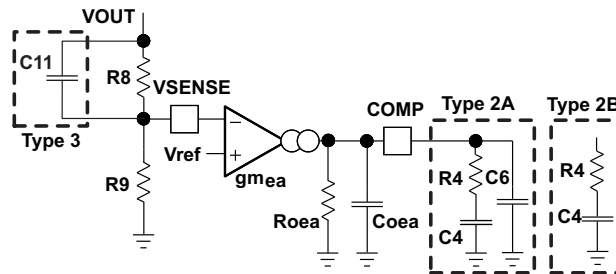 VOUT
C11
R8
VSENSE
Type 3
COMP
Type 2A
Type 2B
Vref
gmea
R9
Roea
Coea
R4
C6
C4
R4
C4
−
+